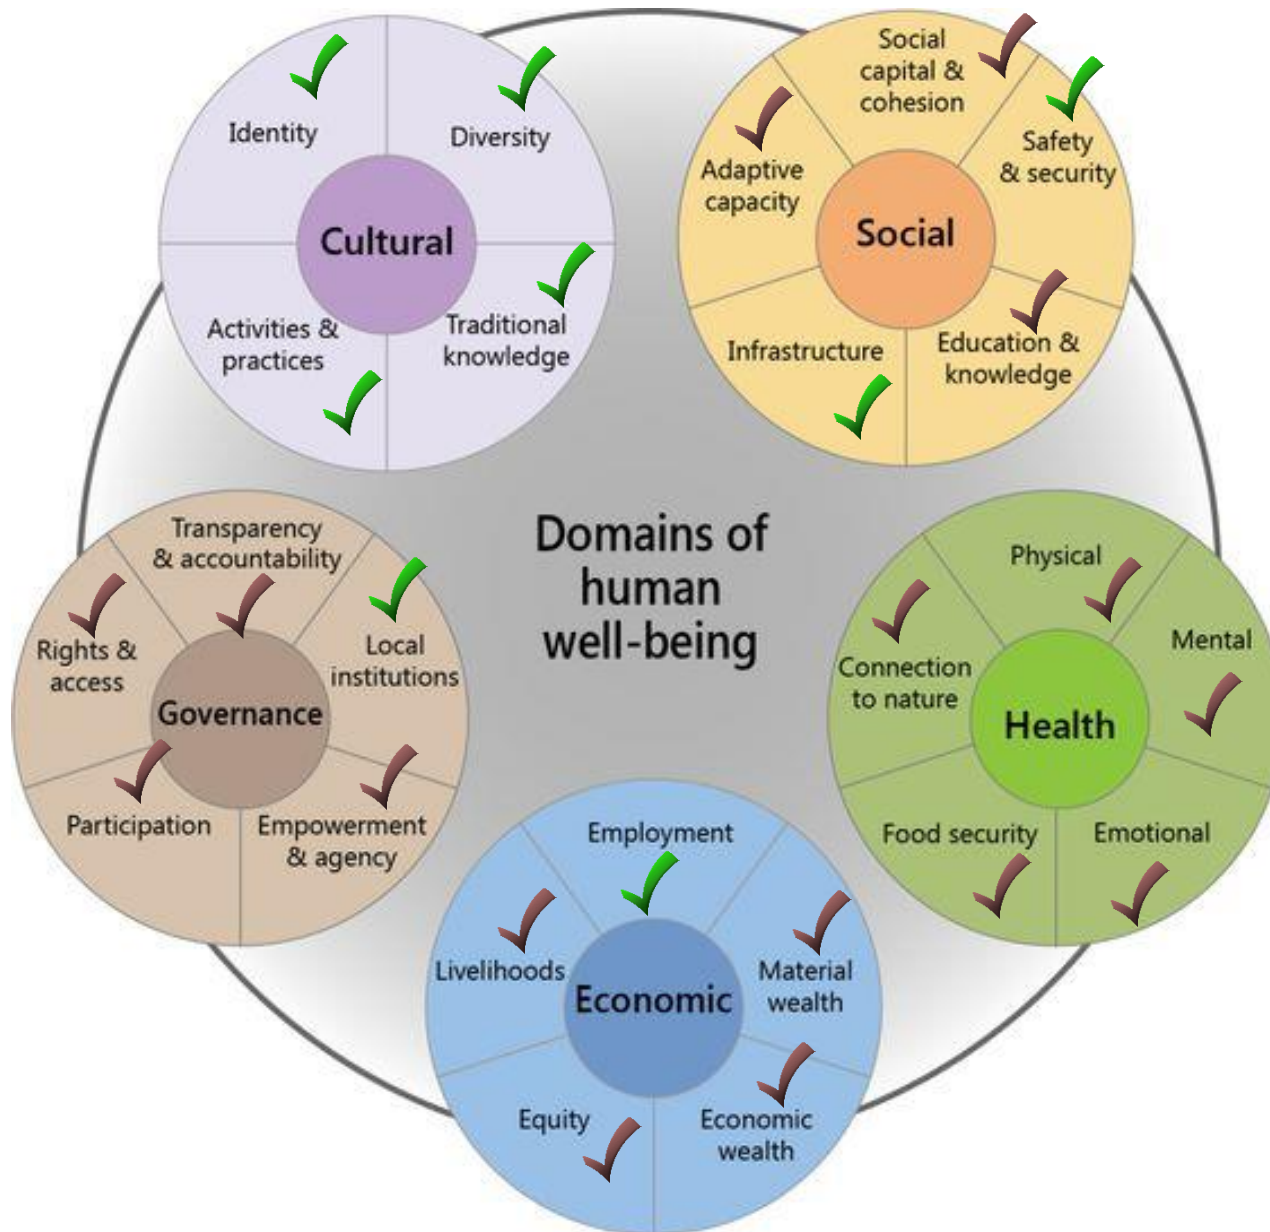 Identity
Diversity
Cultural
Activities &
practices
Traditional
knowledge
Social
capital &
cohesion
Safety
& security
Adaptive
capacity
Social
Infrastructure
Education &
knowledge
Domains of
human
well-being
Transparency
& accountability
Rights &
access
Local
institutions
Governance
Participation
Empowerment
& agency
Physical
Mental
Connection
to nature
Health
Food security
Emotional
Employment
Livelihoods
Material
wealth
Economic
Equity
Economic
wealth